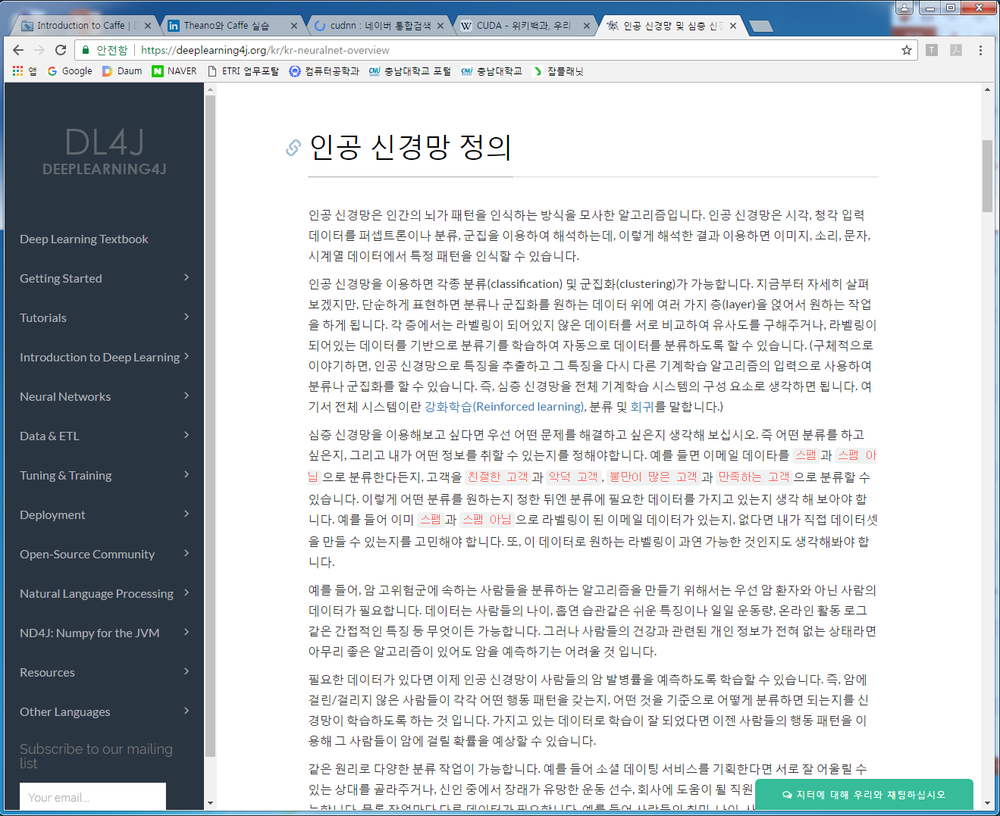 Introduction to Caffe | D
Theano와 Caffe 실습
cudnn : 네이버 통합검색
CUDA - 위키백과, 우리
인공 신경망 및 심층 신경
안전함
https://deeplearning4j.org/kr/kr-neuralnet-overview
앱
Google
Daum
NAVER
ETRI 업무포탈
컴퓨터공학과
충남대학교 포털
충남대학교
잡플래닛
DL4J
DEEPLEARNING4J
Deep Learning Textbook
Getting Started
Tutorials
Introduction to Deep Learning
Neural Networks
Data & ETL
Tuning & Training
Deployment
Open-Source Community
Natural Language Processing
ND4J: Numpy for the JVM
Resources
Other Languages
Subscribe to our mailing
list
Your email...
인공 신경망 정의
인공 신경망은 인간의 뇌가 패턴을 인식하는 방식을 모사한 알고리즘입니다. 인공 신경망은 시각, 청각 입력
데이터를 퍼셉트론이나 분류, 군집을 이용하여 해석하는데, 이렇게 해석한 결과 이용하면 이미지, 소리, 문자,
시계열 데이터에서 특정 패턴을 인식할 수 있습니다.
인공 신경망을 이용하면 각종 분류(classification) 및 군집화(clustering)가 가능합니다. 지금부터 자세히 살펴
보겠지만, 단순하게 표현하면 분류나 군집화를 원하는 데이터 위에 여러 가지 층(layer)을 얹어서 원하는 작업
을 하게 됩니다. 각 층에서는 라벨링이 되어있지 않은 데이터를 서로 비교하여 유사도를 구해주거나, 라벨링이
되어있는 데이터를 기반으로 분류기를 학습하여 자동으로 데이터를 분류하도록 할 수 있습니다. (구체적으로
이야기하면, 인공 신경망으로 특징을 추출하고 그 특징을 다시 다른 기계학습 알고리즘의 입력으로 사용하여
분류나 군집화를 할 수 있습니다. 즉, 심층 신경망을 전체 기계학습 시스템의 구성 요소로 생각하면 됩니다. 여
기서 전체 시스템이란 강화학습(Reinforced learning), 분류 및 회귀를 말합니다.)
심층 신경망을 이용해보고 싶다면 우선 어떤 문제를 해결하고 싶은지 생각해 보십시오. 즉 어떤 분류를 하고
싶은지, 그리고 내가 어떤 정보를 취할 수 있는지를 정해야합니다. 예를 들면 이메일 데이타를 스팸과 스팸 아
님으로 분류한다든지, 고객을 친절한 고객과 악덕 고객, 불만이 많은 고객과 만족하는 고객으로 분류할 수
있습니다. 이렇게 어떤 분류를 원하는지 정한 뒤엔 분류에 필요한 데이터를 가지고 있는지 생각 해 보아야 합
니다. 예를 들어 이미 스팸과 스팸 아님으로 라벨링이 된 이메일 데이터가 있는지, 없다면 내가 직접 데이터셋
을 만들 수 있는지를 고민해야 합니다. 또, 이 데이터로 원하는 라벨링이 과연 가능한 것인지도 생각해봐야 합
니다.
예를 들어, 암 고위험군에 속하는 사람들을 분류하는 알고리즘을 만들기 위해서는 우선 암 환자와 아닌 사람의
데이터가 필요합니다. 데이터는 사람들의 나이, 흡연 습관같은 쉬운 특징이나 일일 운동량, 온라인 활동 로그
같은 간접적인 특징 등 무엇이든 가능합니다. 그러나 사람들의 건강과 관련된 개인 정보가 전혀 없는 상태라면
아무리 좋은 알고리즘이 있어도 암을 예측하기는 어려울 것 입니다.
필요한 데이터가 있다면 이제 인공 신경망이 사람들의 암 발병률을 예측하도록 학습할 수 있습니다. 즉, 암에
걸린/걸리지 않은 사람들이 각각 어떤 행동 패턴을 갖는지, 어떤 것을 기준으로 어떻게 분류하면 되는지를 신
경망이 학습하도록 하는 것 입니다. 가지고 있는 데이터로 학습이 잘 되었다면 이젠 사람들의 행동 패턴을 이
용해 그 사람들이 암에 걸릴 확률을 예상할 수 있습니다.
같은 원리로 다양한 분류 작업이 가능합니다. 예를 들어 소셜 데이팅 서비스를 기획한다면 서로 잘 어울릴 수
있는 상대를 골라주거나, 신인 중에서 장래가 유망한 운동 선수, 회사에 도움이 될 직원
지터에 대해 우리와 채팅하십시오